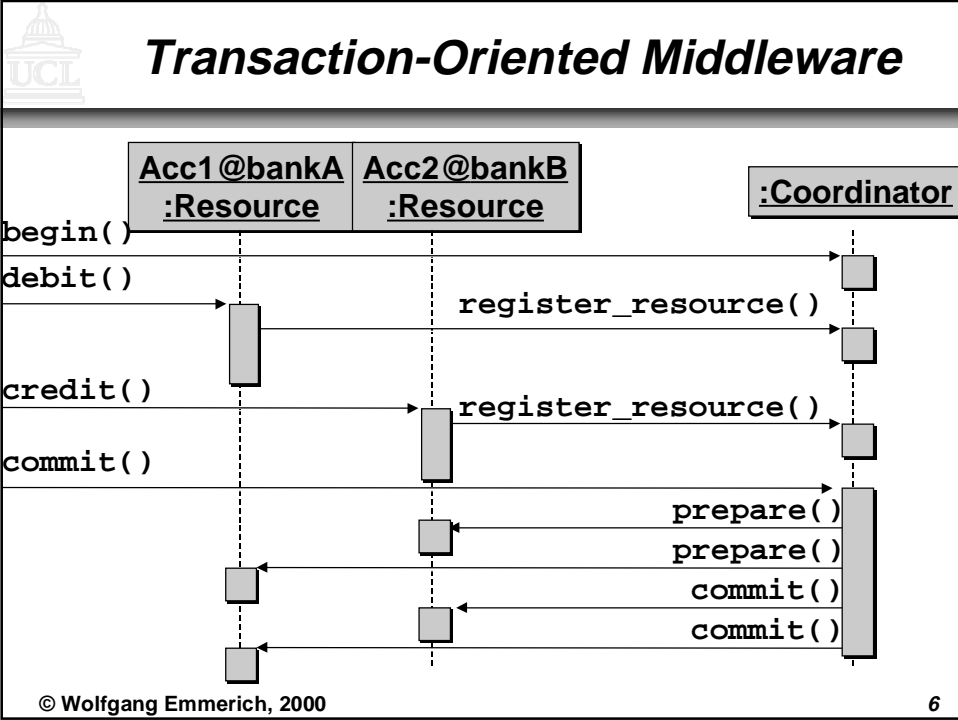 UCL
Transaction-Oriented Middleware
Acc1@bankA
:Resource
Acc2@bankB
:Resource
:Coordinator
begin()
debit()
register_resource()
credit()
register_resource()
commit()
prepare()
prepare()
commit()
commit()
© Wolfgang Emmerich, 2000
6